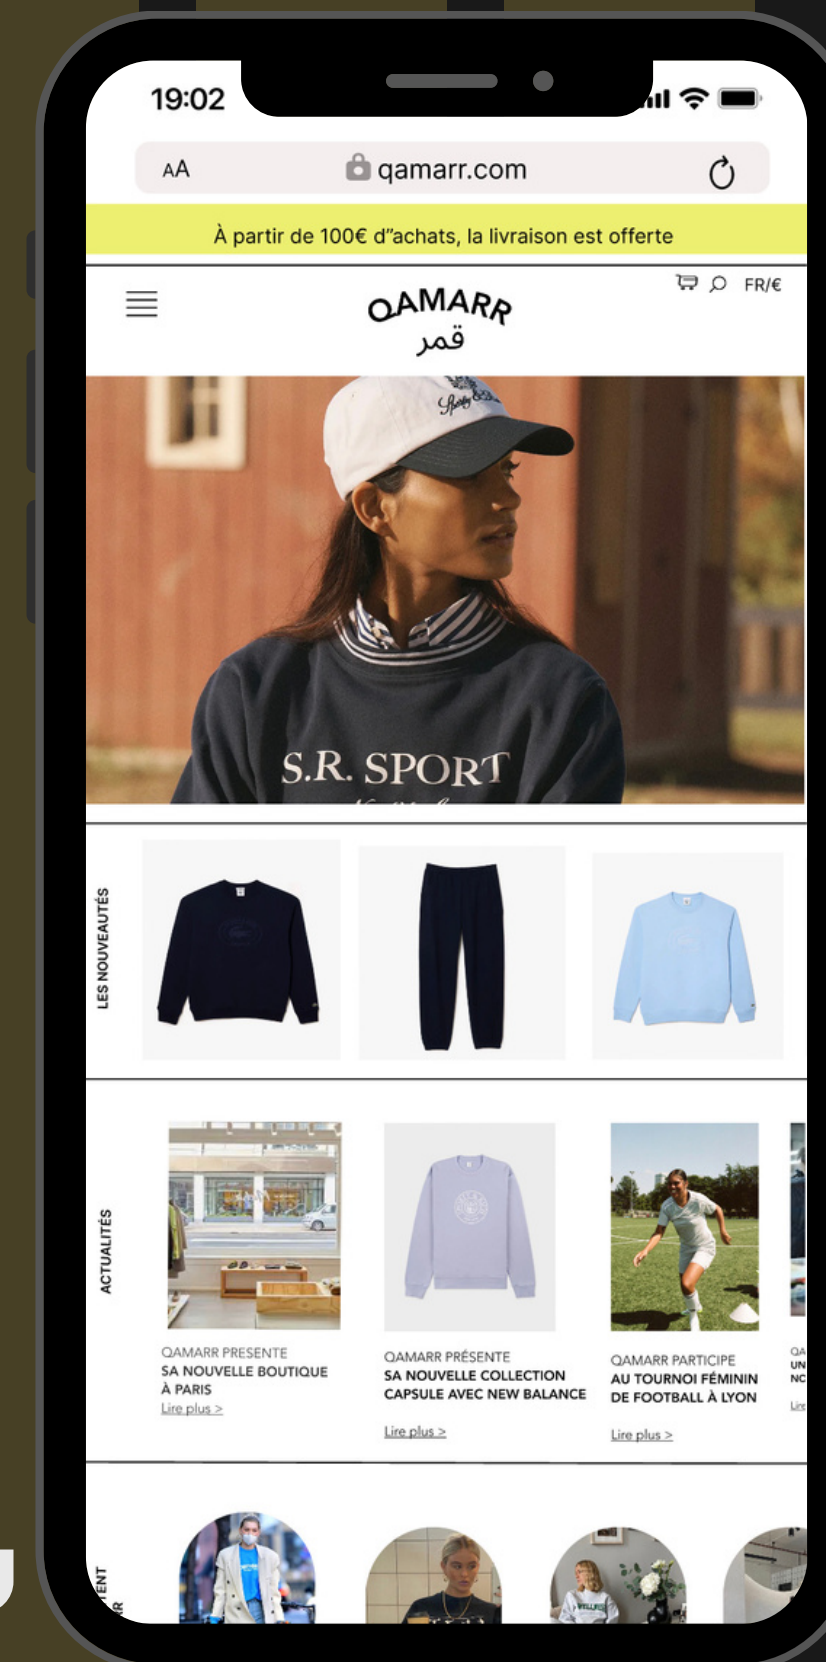 19:02
AA
qamarr.com
À partir de 100€ d"achats, la livraison est offerte
QAMARR
قمر
FR/€
S.R. SPORT
LES NOUVEAUTÉS
ACTUALITÉS
QAMARR PRESENTE
SA NOUVELLE BOUTIQUE
À PARIS
Lire plus >
QAMARR PRÉSENTE
SA NOUVELLE COLLECTION
CAPSULE AVEC NEW BALANCE
Lire plus >
QAMARR PARTICIPE
AU TOURNOI FÉMININ
DE FOOTBALL À LYON
Lire plus >